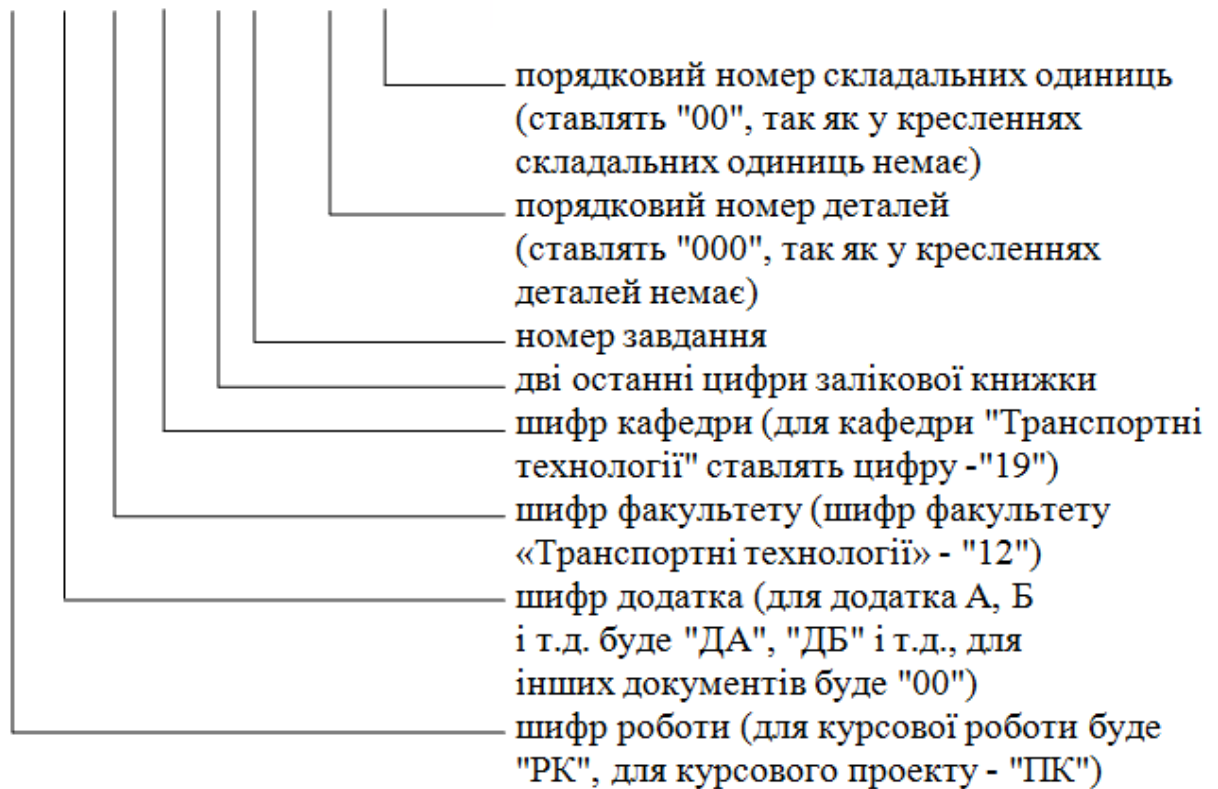 порядковий номер складальних одиниць
(ставлять "00", так як у кресленнях
складальних одиниць немає)
порядковий номер деталей
(ставлять "000", так як у кресленнях
деталей немає)
номер завдання
дві останні цифри залікової книжки
шифр кафедри (для кафедри "Транспортні
технології" ставлять цифру -"19")
шифр факультету (шифр факультету
«Транспортні технології» - "12")
шифр додатка (для додатка А, Б
і т.д. буде "ДА", "ДБ" і т.д., для
інших документів буде "00")
шифр роботи (для курсової роботи буде
"РК", для курсового проекту - "ПК")